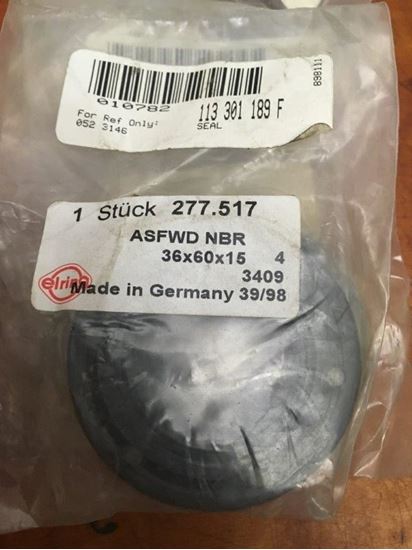 010782
For Ref Only:
052 3146
113 301 189 F
SEAL
898111
1 Stück 277.517
ASFWD NBR
36x60x15 4
3409
elring
Made in Germany 39/98